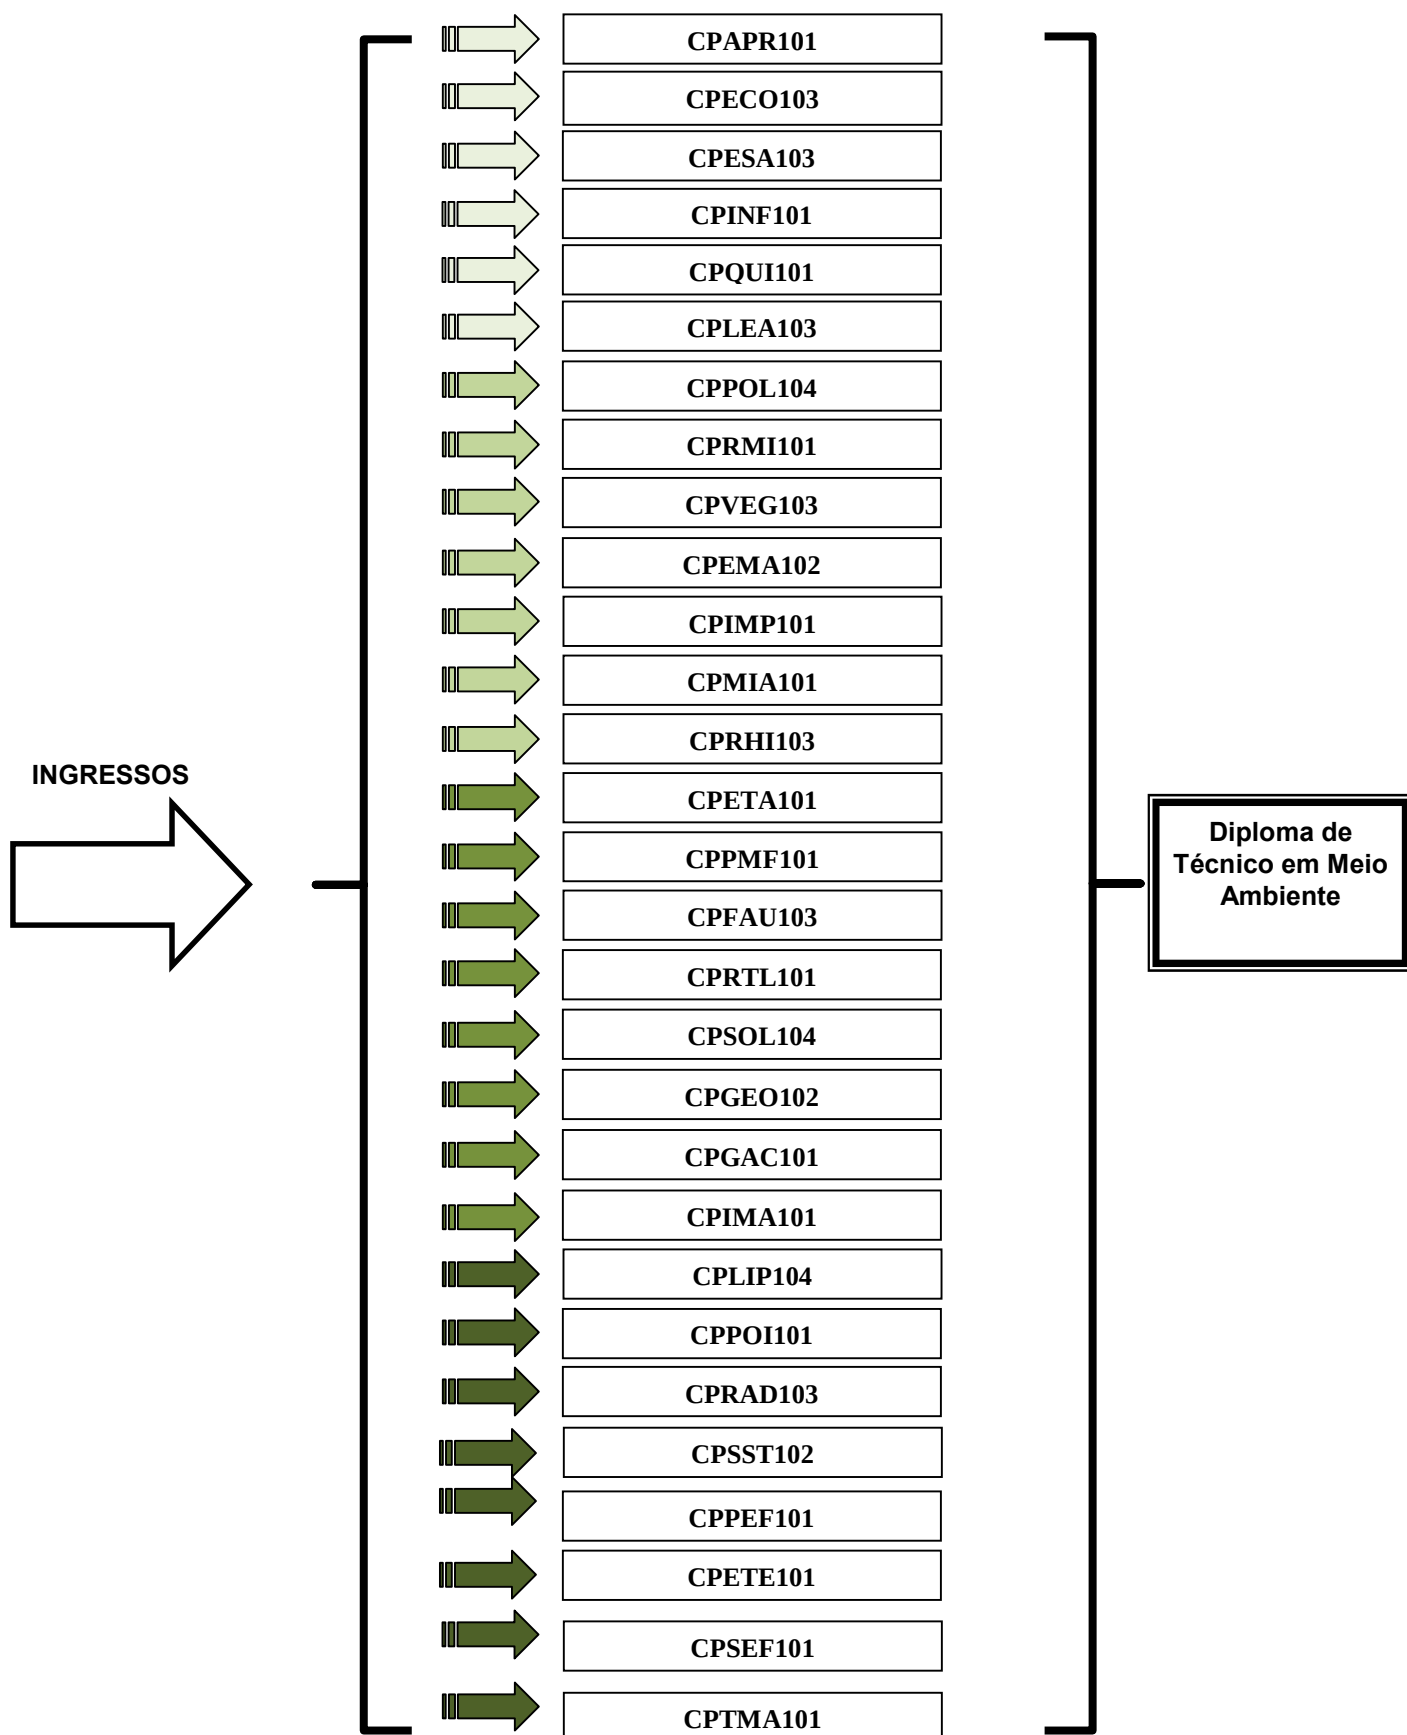 CPAPR101
CPECO103
CPESA103
CPINF101
CPQUI101
CPLEA103
CPPOL104
CPRMI101
CPVEG103
CPEMA102
CPIMP101
CPMIA101
CPRHI103
INGRESSOS
CPETA101
CPPMF101
CPFAU103
CPRTL101
CPSOL104
CPGEO102
CPGAC101
CPIMA101
CPLIP104
CPPOI101
CPRAD103
CPSST102
CPPEF101
CPETE101
CPSEF101
CPTMA101
Diploma de
Técnico em Meio
Ambiente